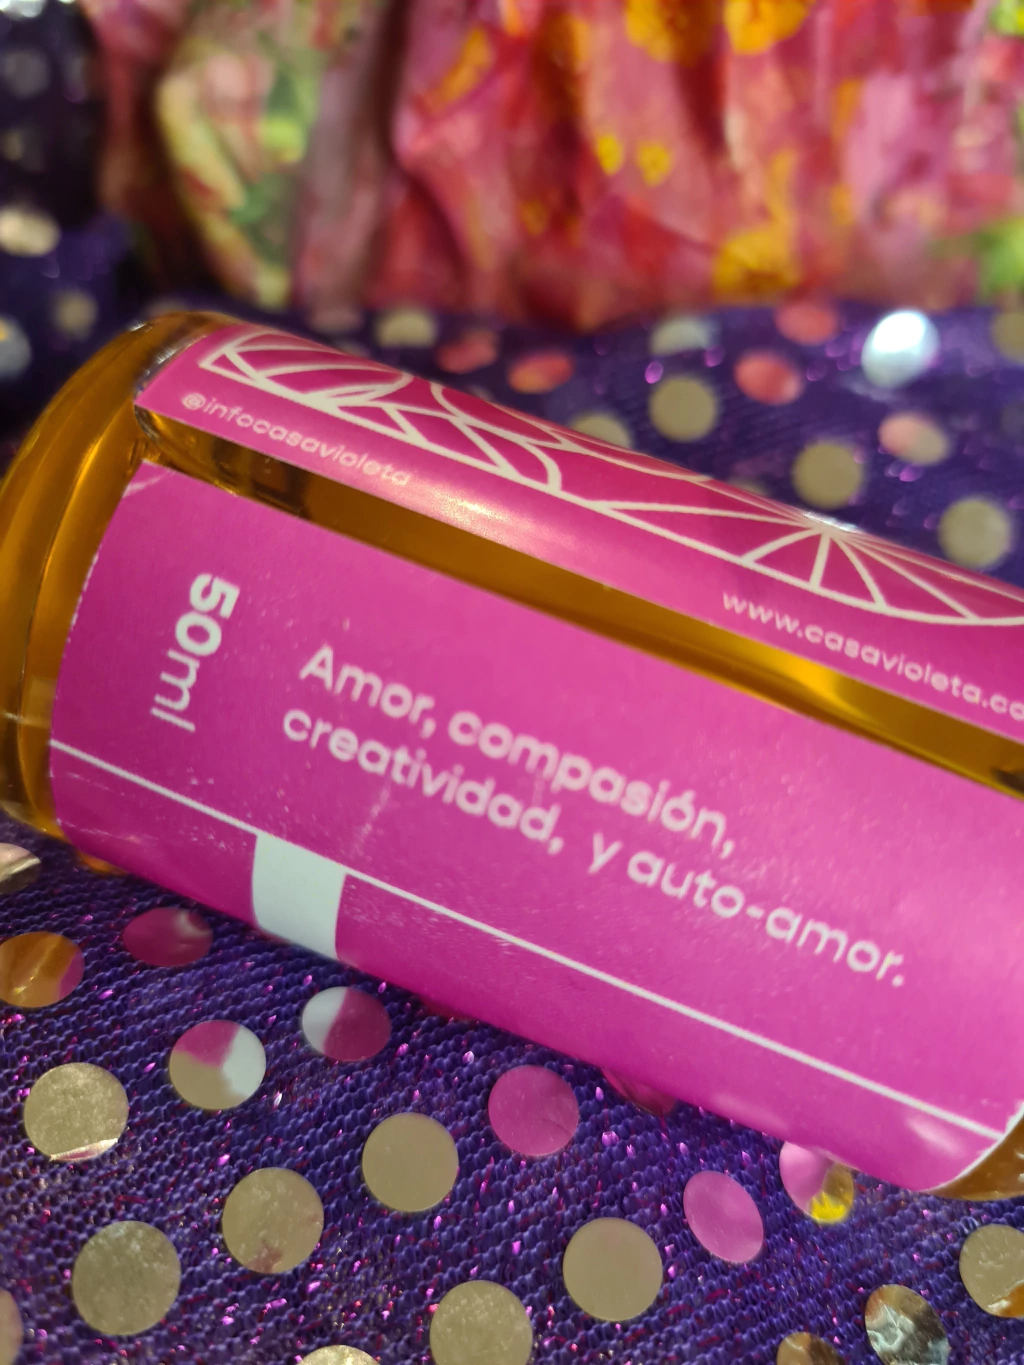 @infocasavioleta
www.casavioleta.co
50ml
Amor, compasión,
creatividad, y auto-amor.